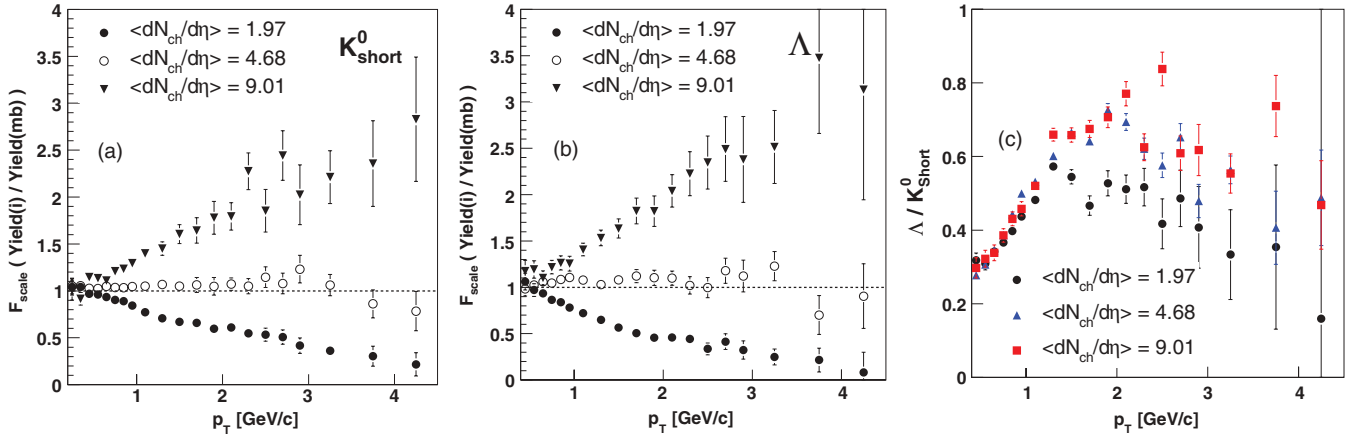 F_scale ( Yield(i) / Yield(mb))
4
3.5
3
2.5
2
1.5
1
0.5
0
<dN_ch/dη> = 1.97
<dN_ch/dη> = 4.68
<dN_ch/dη> = 9.01
K^0_short
(a)
1 2 3 4
p_T [GeV/c]
F_scale ( Yield(i) / Yield(mb))
4
3.5
3
2.5
2
1.5
1
0.5
0
<dN_ch/dη> = 1.97
<dN_ch/dη> = 4.68
<dN_ch/dη> = 9.01
Λ
(b)
1 2 3 4
p_T [GeV/c]
Λ / K^0_Short
1
0.8
0.6
0.4
0.2
0
(c)
<dN_ch/dη> = 1.97
<dN_ch/dη> = 4.68
<dN_ch/dη> = 9.01
1 2 3 4
p_T [GeV/c]